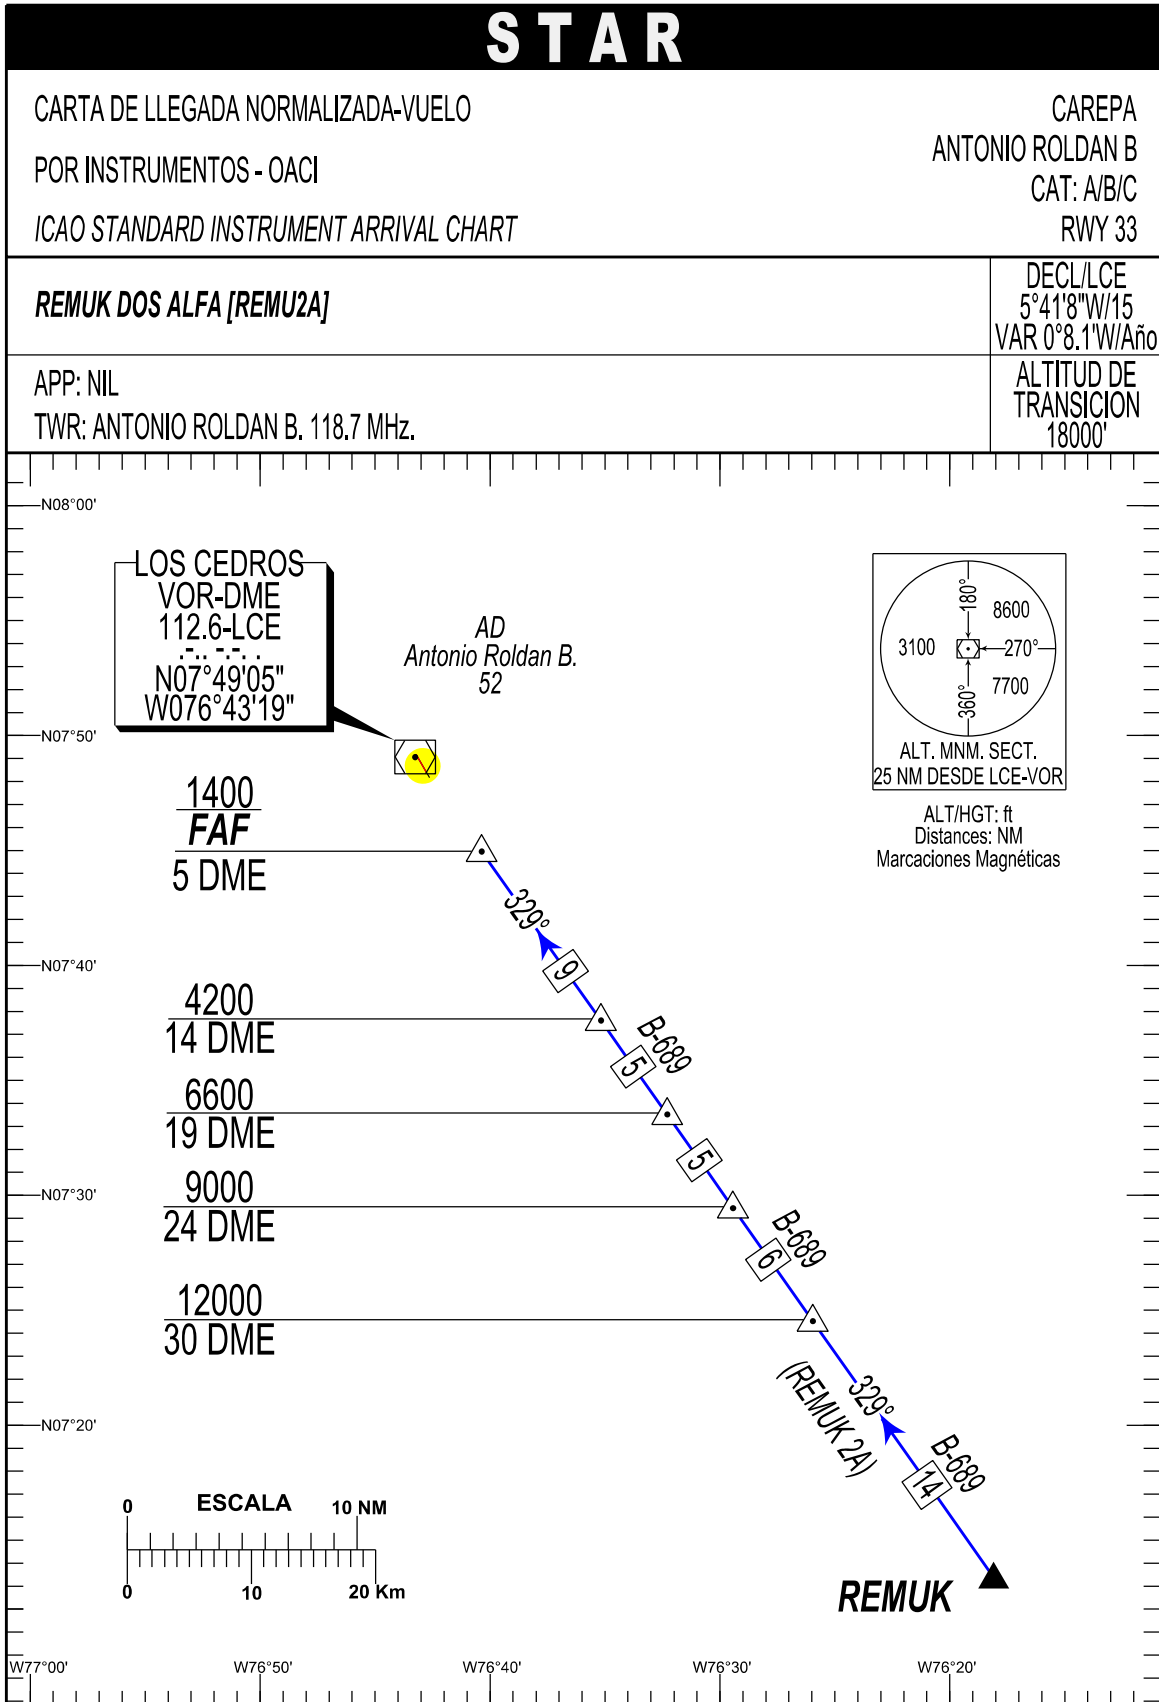 STAR
CARTA DE LLEGADA NORMALIZADA-VUELO
POR INSTRUMENTOS - OACI
ICAO STANDARD INSTRUMENT ARRIVAL CHART
CAREPA
ANTONIO ROLDAN B
CAT: A/B/C
RWY 33
REMUK DOS ALFA [REMU2A]
DECL/LCE
5°41'8"W/15
VAR 0°8.1'W/Año
APP: NIL
TWR: ANTONIO ROLDAN B. 118.7 MHz.
ALTITUD DE
TRANSICION
18000'
N08°00'
LOS CEDROS
VOR-DME
112.6-LCE
.-.. -.-. .
N07°49'05"
W076°43'19"
AD
Antonio Roldan B.
52
180°
8600
3100
270°
7700
360°
ALT. MNM. SECT.
25 NM DESDE LCE-VOR
ALT/HGT: ft
Distances: NM
Marcaciones Magnéticas
N07°50'
1400
FAF
5 DME
329°
9
N07°40'
4200
14 DME
B-689
5
6600
19 DME
5
N07°30'
9000
24 DME
B-689
6
12000
30 DME
(REMUK 2A)
329°
N07°20'
B-689
14
REMUK
0 ESCALA 10 NM
0 10 20 Km
W77°00' W76°50' W76°40' W76°30' W76°20'